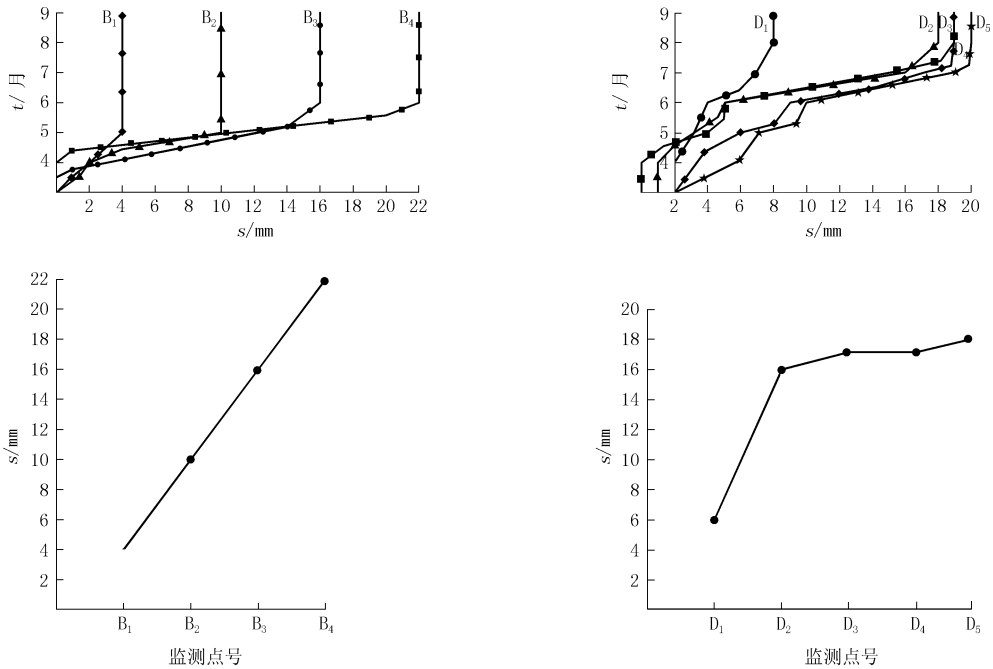 9 8 7 6 5 4
t/月
B₁ B₂ B₃ B₄
2 4 6 8 10 12 14 16 18 20 22
s/mm
9 8 7 6 5 4
t/月
D₁ D₂ D₃ D₅
D₄
2 4 6 8 10 12 14 16 18 20
s/mm
22 20 18 16 14 12 10 8 6 4 2
s/mm
B₁ B₂ B₃ B₄
监测点号
20 18 16 14 12 10 8 6 4 2
s/mm
D₁ D₂ D₃ D₄ D₅
监测点号